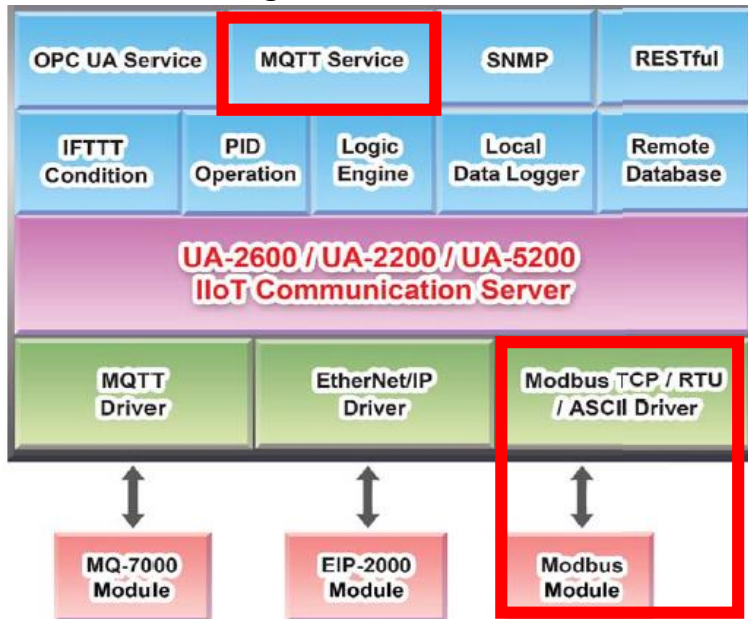 OPC UA Service
MQTT Service
SNMP
RESTful
IFTTT
Condition
PID
Operation
Logic
Engine
Local
Data Logger
Remote
Database
UA-2600 / UA-2200 / UA-5200
IIoT Communication Server
MQTT
Driver
EtherNet/IP
Driver
Modbus TCP / RTU
/ ASCII Driver
MQ-7000
Module
EIP-2000
Module
Modbus
Module